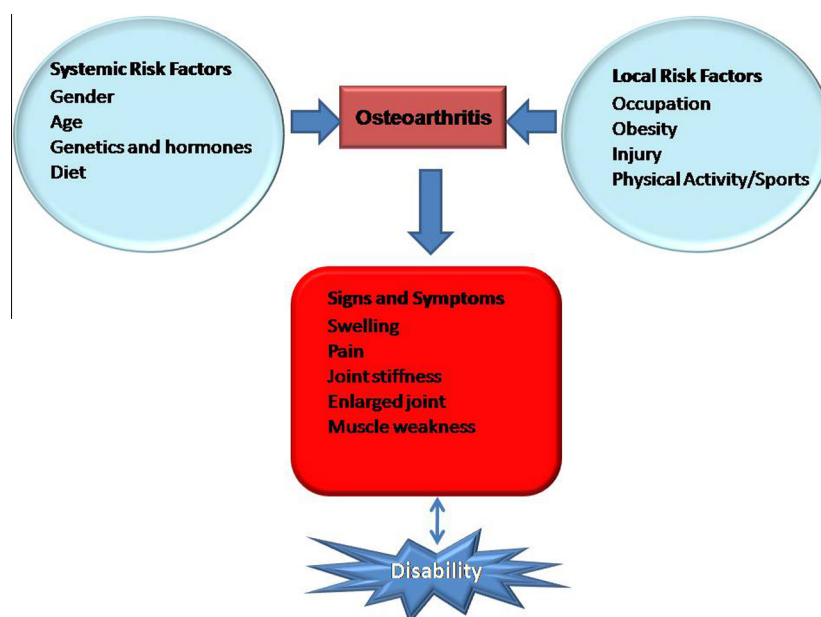 Systemic Risk Factors
Gender
Age
Genetics and hormones
Diet
Osteoarthritis
Local Risk Factors
Occupation
Obesity
Injury
Physical Activity/Sports
Signs and Symptoms
Swelling
Pain
Joint stiffness
Enlarged joint
Muscle weakness
Disability